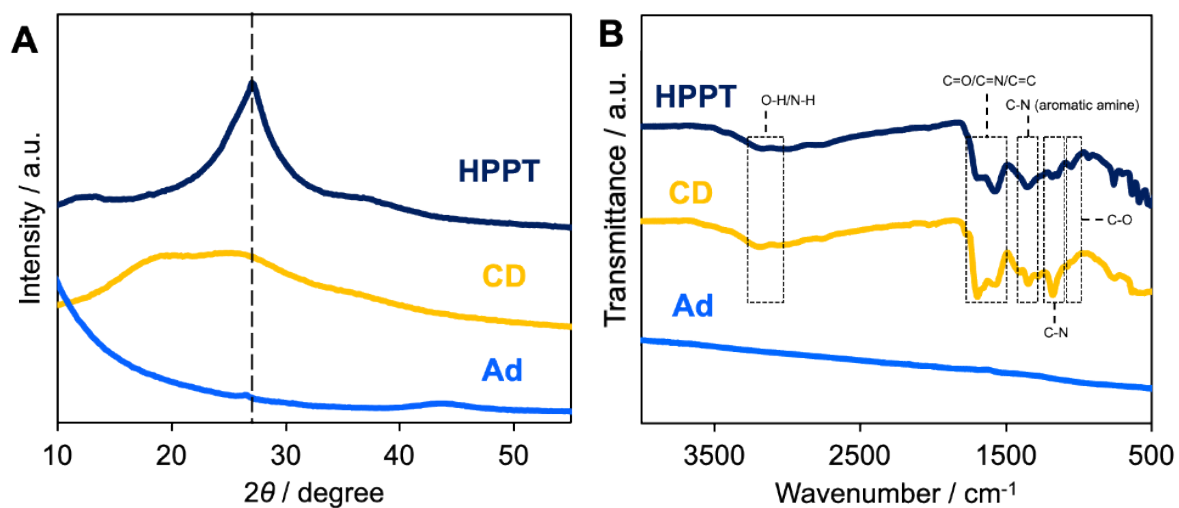 A
HPPT
CD
Ad
Intensity / a.u.
10 20 30 40 50
2θ / degree
B
C=O/C=N/C=C
HPPT
O-H/N-H
C-N (aromatic amine)
CD
C-O
Ad
C-N
Transmittance / a.u.
3500 2500 1500 500
Wavenumber / cm-1